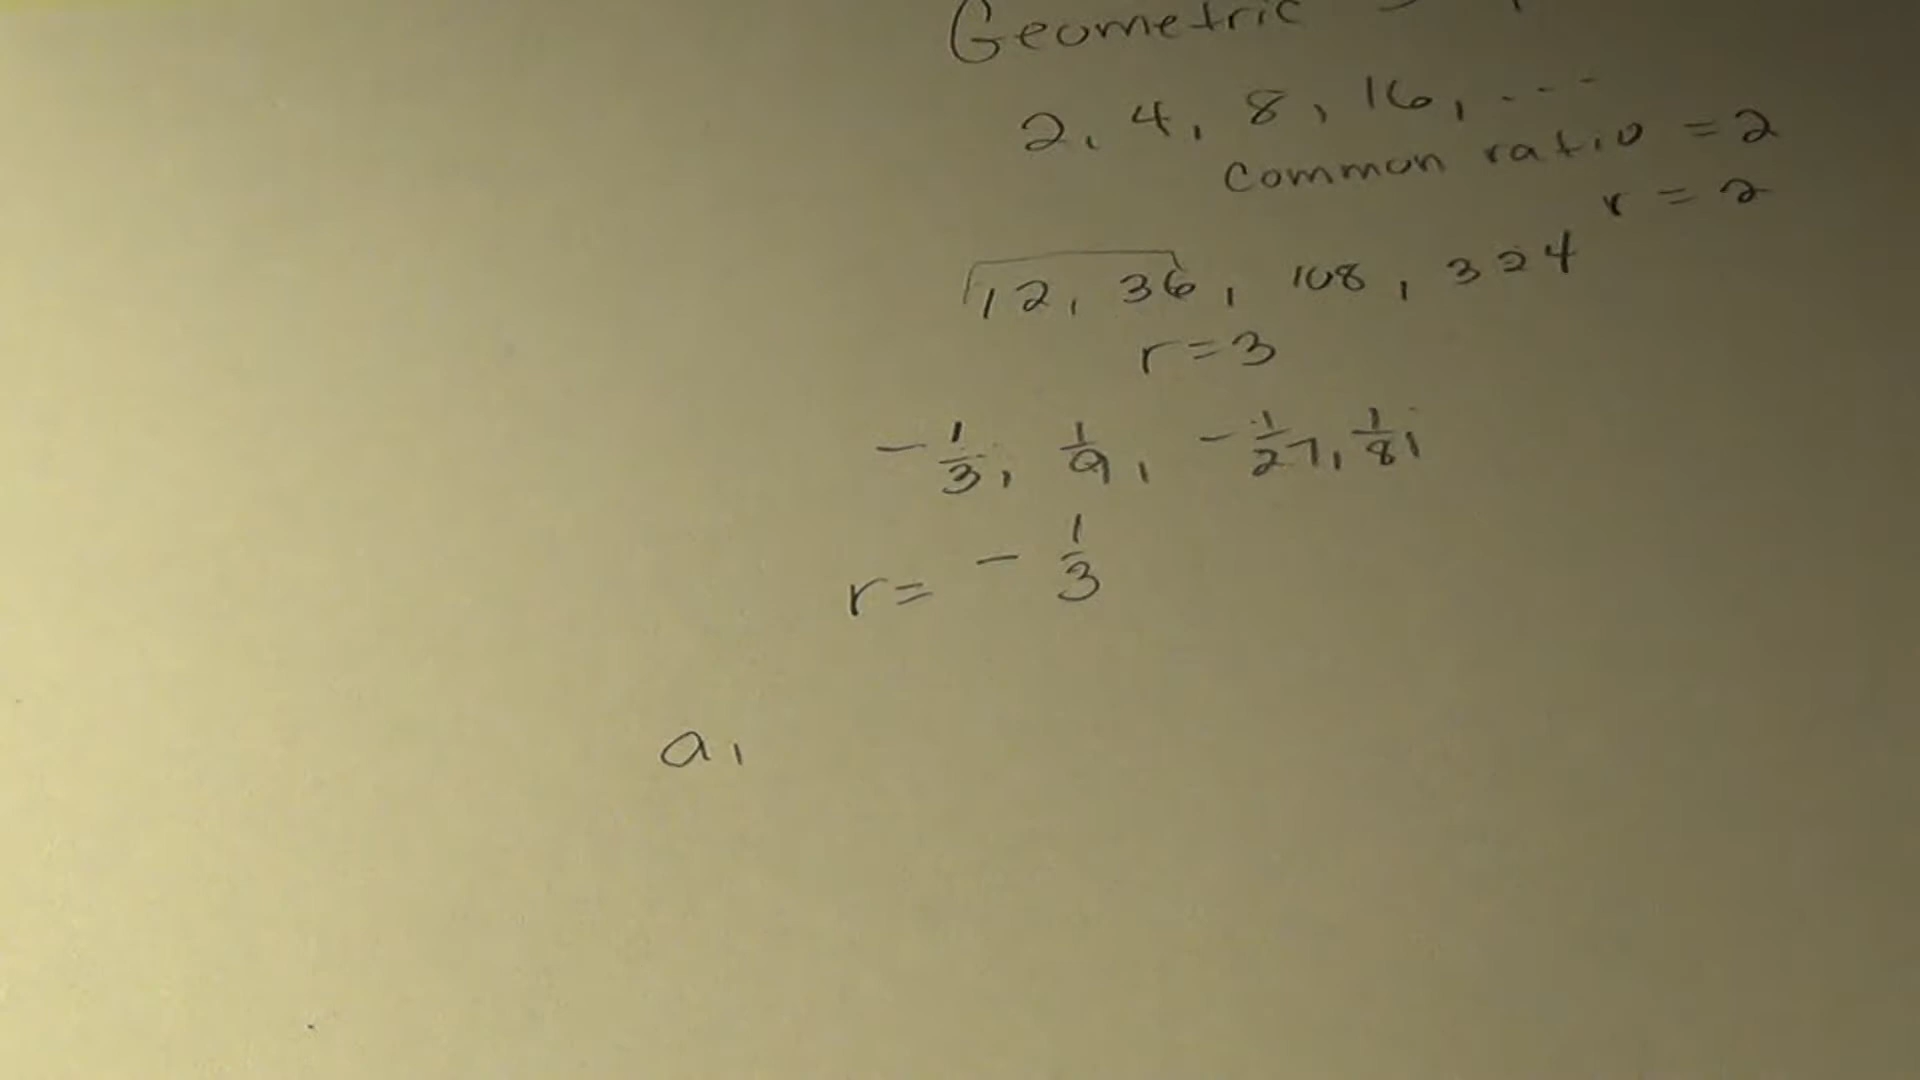 Geometric
2, 4, 8, 16, ...
common ratio = 2
r = 2
12, 36, 108, 324
r=3
- 1/3, 1/9, - 1/27, 1/81
r= - 1/3
a₁